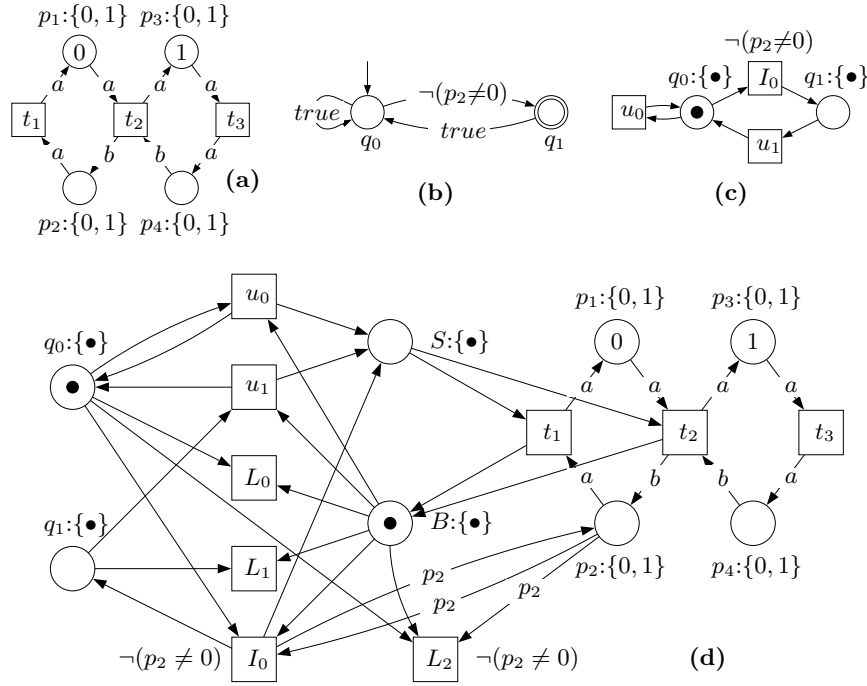 p₁:{0, 1} p₃:{0, 1}
0 1
a a a
t₁ t₂ t₃
a b b a
p₂:{0, 1} p₄:{0, 1}
(a)
¬(p₂≠0)
true true
q₀ q₁
(b)
¬(p₂≠0)
q₀:{●} I₀ q₁:{●}
u₀
u₁
(c)
u₀
q₀:{●}
u₁
L₀
q₁:{●}
L₁
¬(p₂ ≠ 0) I₀
S:{●}
B:{●}
p₂
p₂ p₂
L₂ ¬(p₂ ≠ 0)
p₁:{0, 1} p₃:{0, 1}
0 1
a a a a
t₁ t₂ t₃
a b b a
p₂:{0, 1} p₄:{0, 1}
(d)